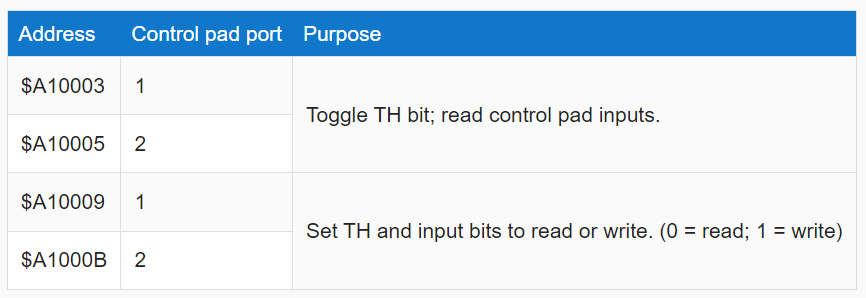 Address Control pad port Purpose
$A10003 1
Toggle TH bit; read control pad inputs.
$A10005 2
$A10009 1
Set TH and input bits to read or write. (0 = read; 1 = write)
$A1000B 2